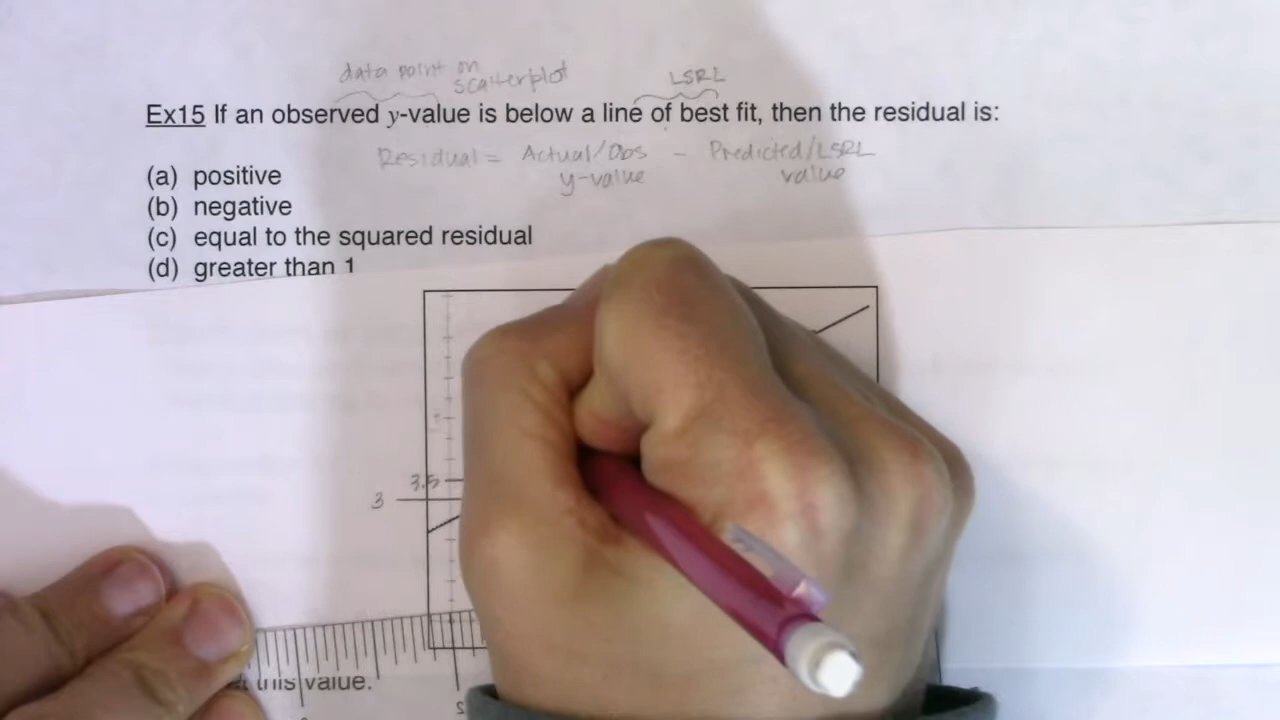 data point on
scatterplot
LSRL
Ex15 If an observed y-value is below a line of best fit, then the residual is:
Residual = Actual/Obs - Predicted/LSRL
y-value value
(a) positive
(b) negative
(c) equal to the squared residual
(d) greater than 1
3.5
3
this value.